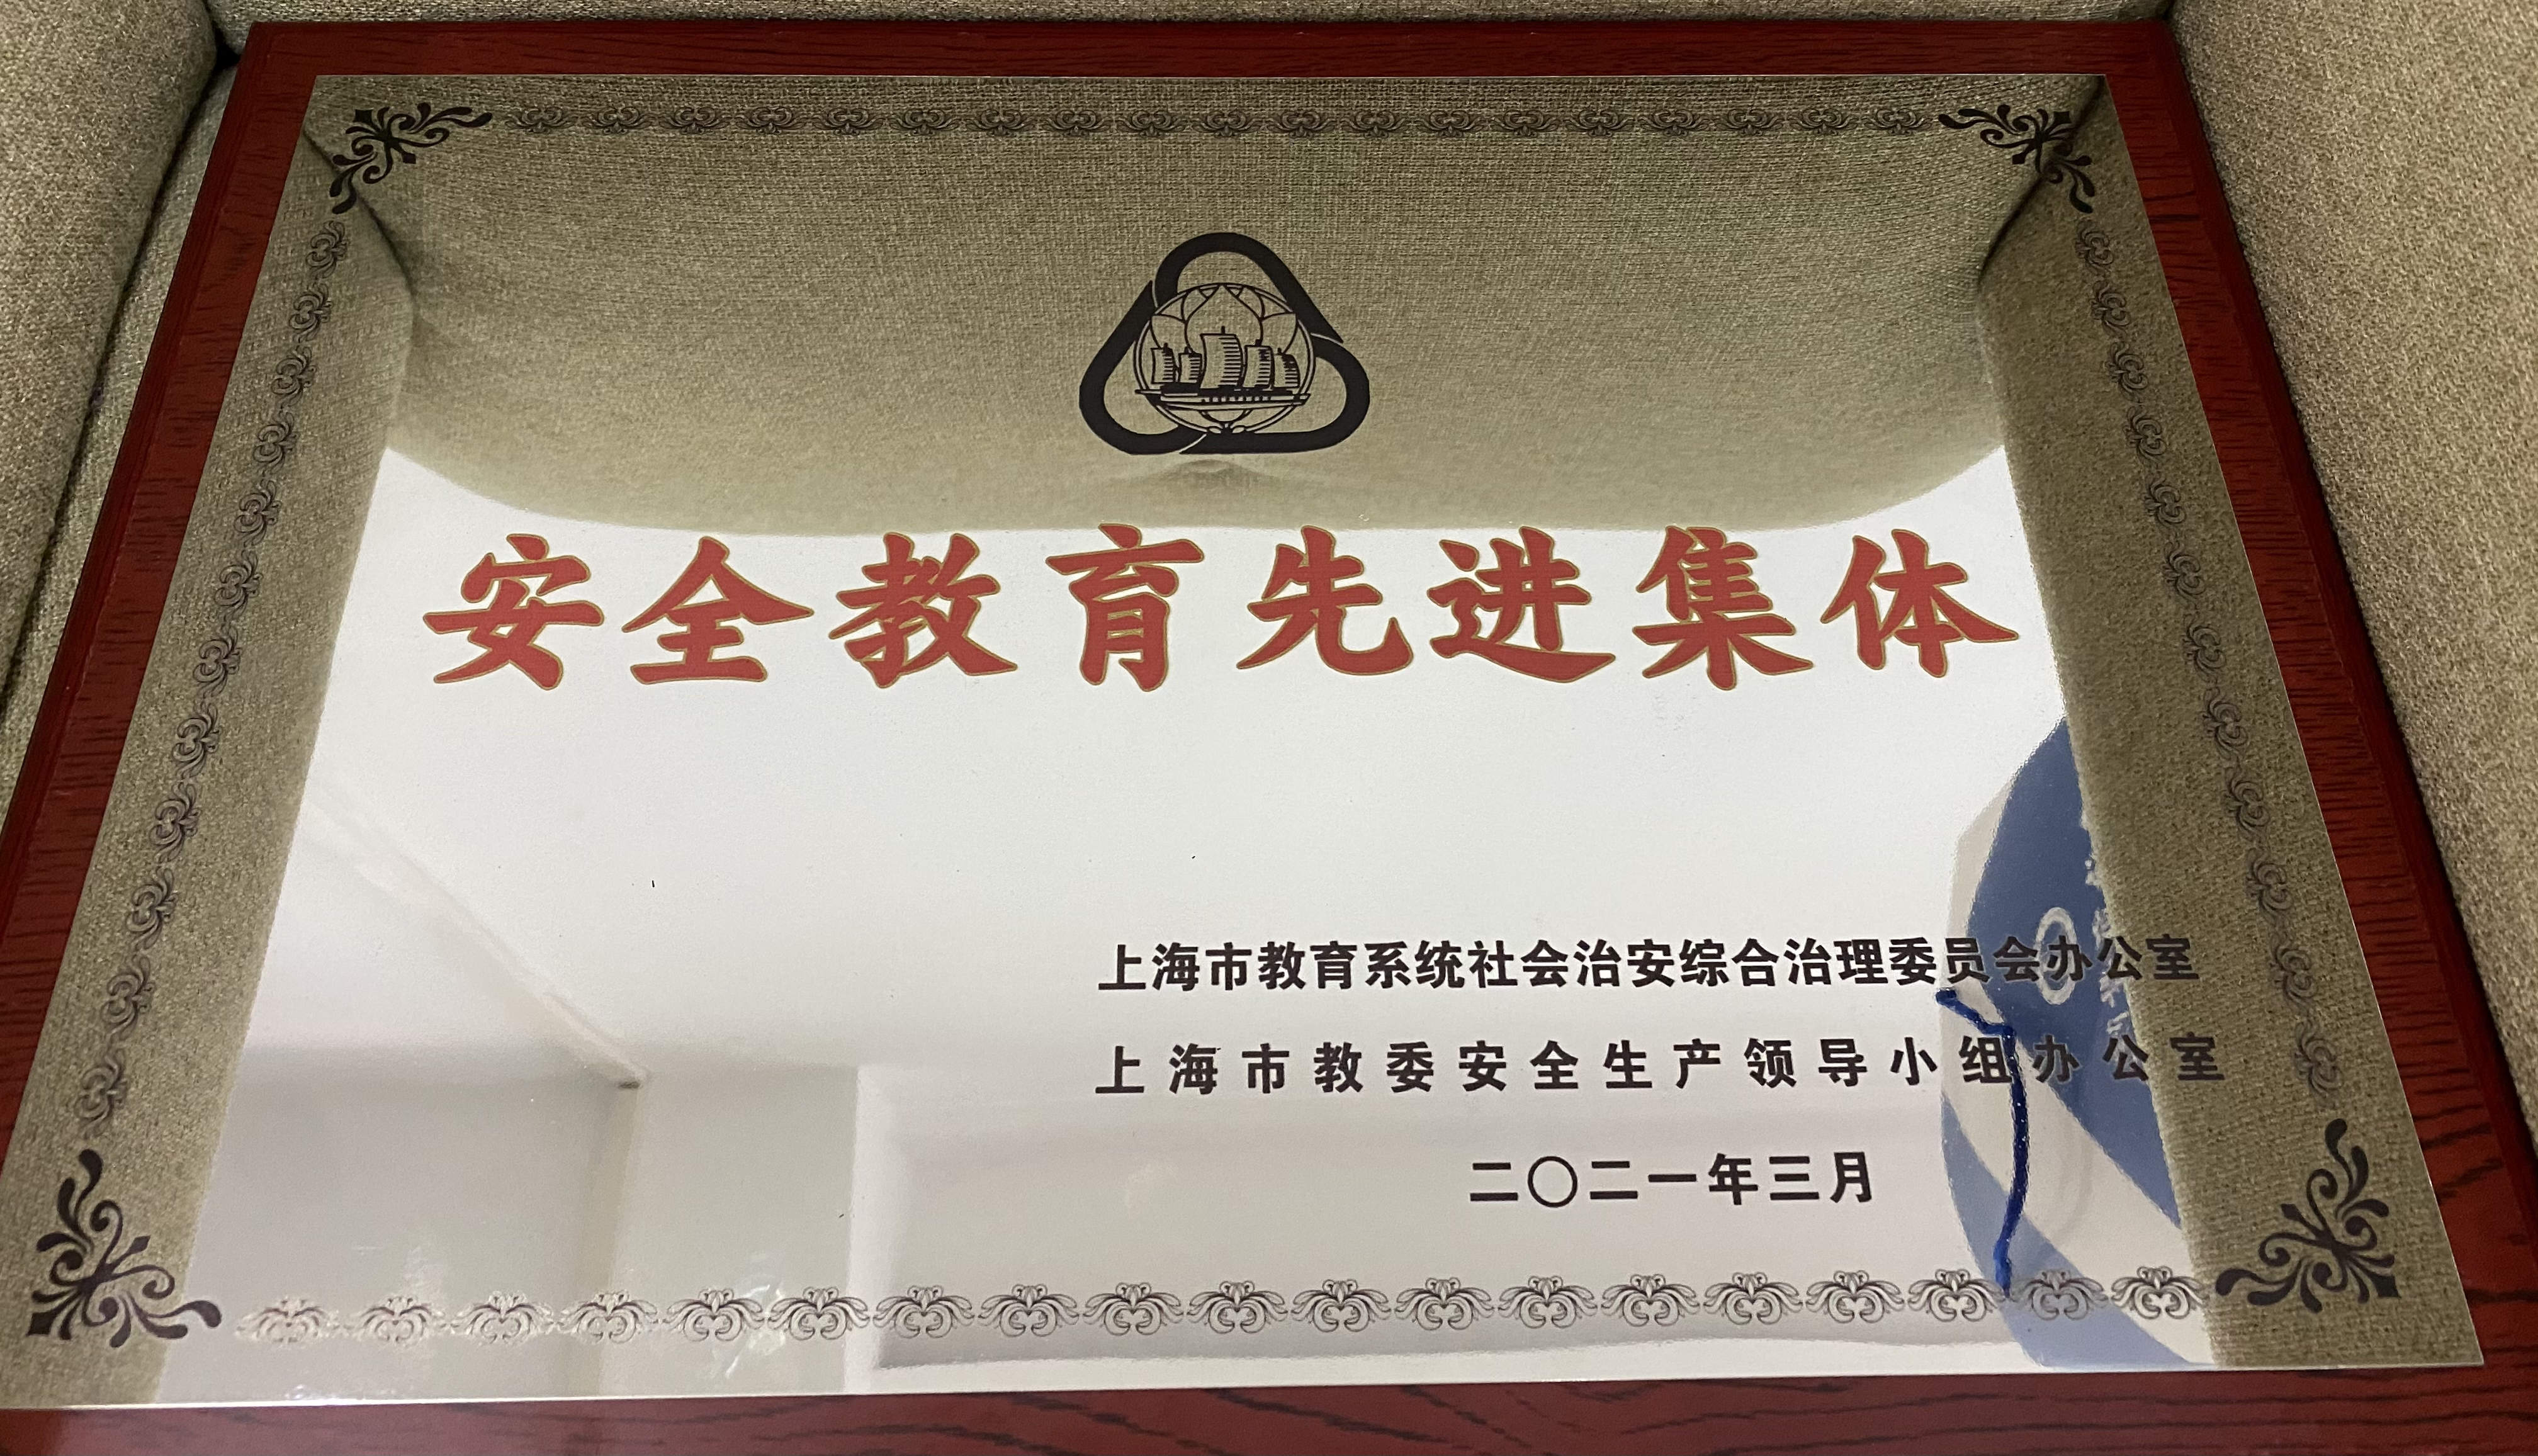 安全教育先进集体
上海市教育系统社会治安综合治理委员会办公室
上海市教委安全生产领导小组办公室
二〇二一年三月